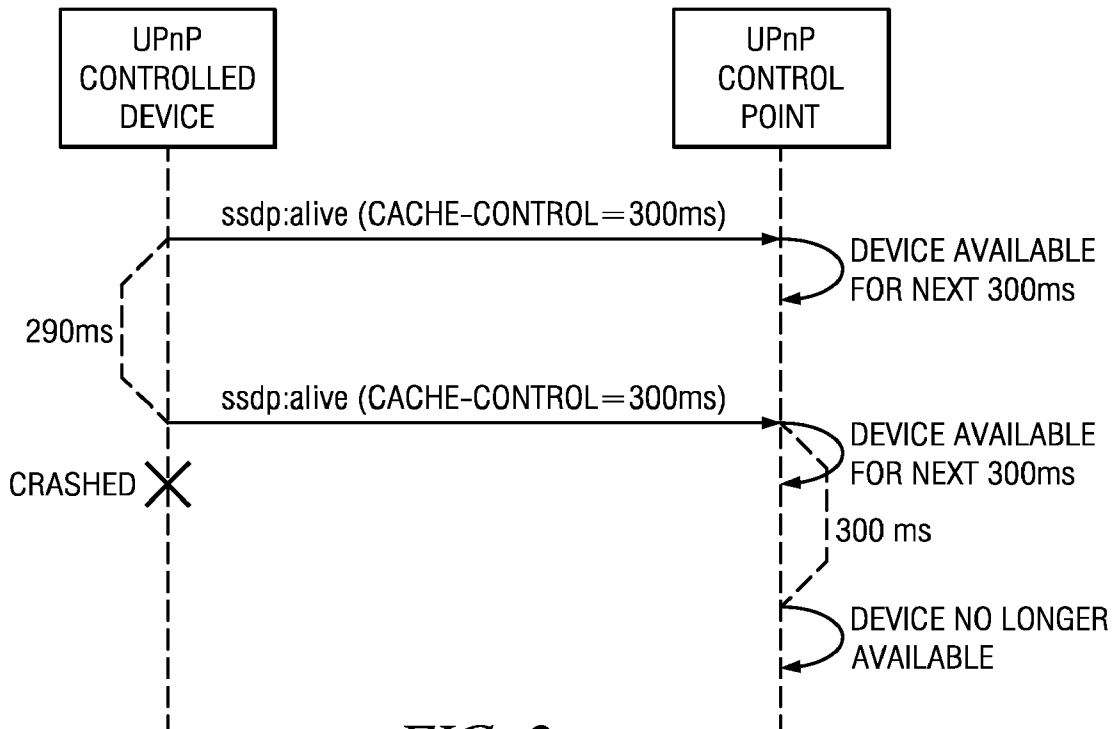 UPnP
CONTROLLED
DEVICE
UPnP
CONTROL
POINT
ssdp:alive (CACHE-CONTROL=300ms)
DEVICE AVAILABLE
FOR NEXT 300ms
290ms
ssdp:alive (CACHE-CONTROL=300ms)
DEVICE AVAILABLE
FOR NEXT 300ms
CRASHED
300 ms
DEVICE NO LONGER
AVAILABLE